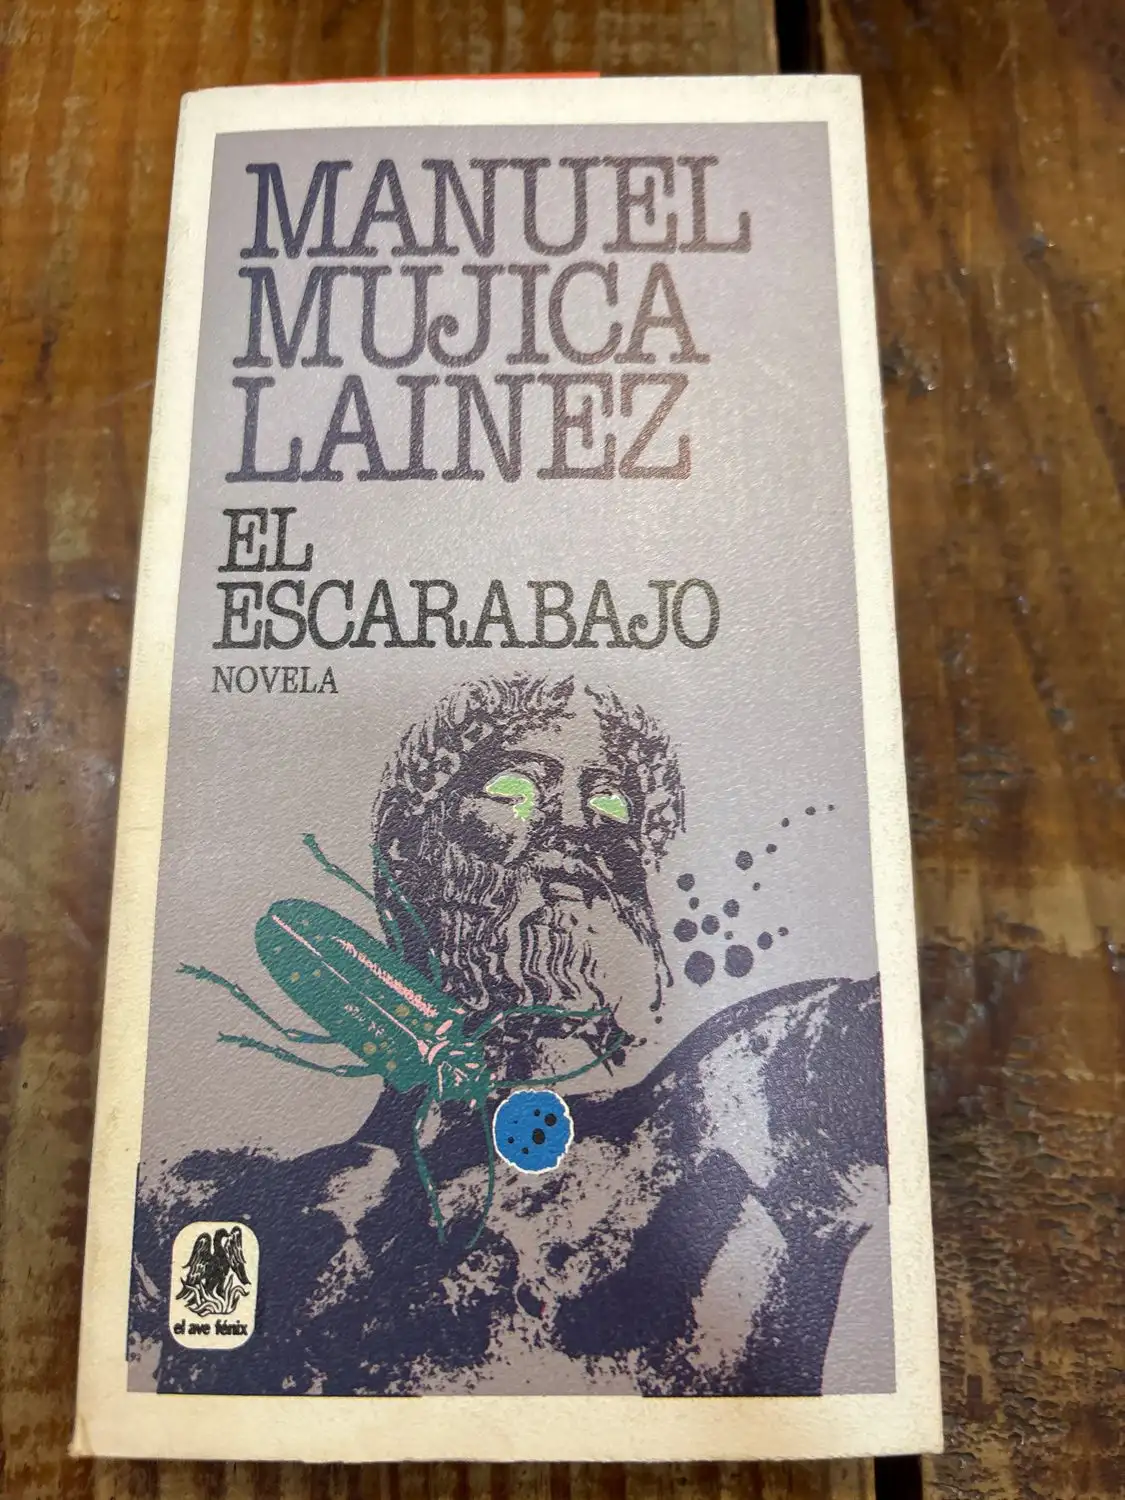 MANUEL
MUJICA
LAINEZ
EL
ESCARABAJO
NOVELA
el ave fénix